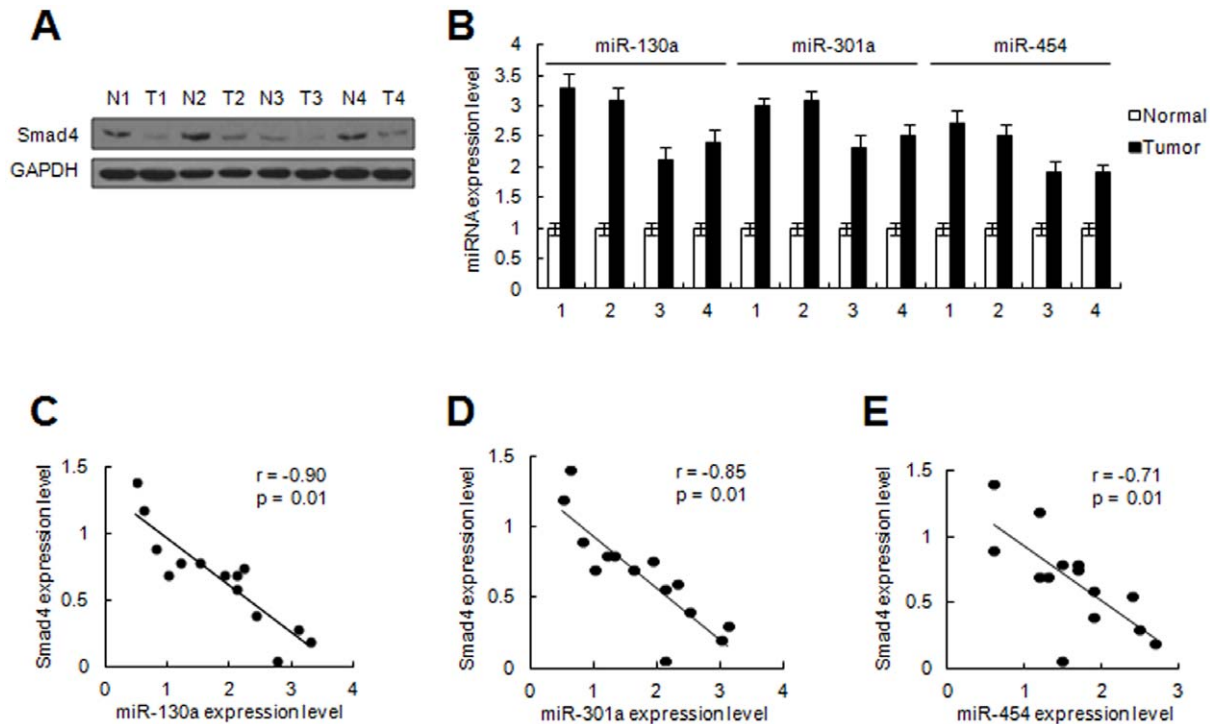 A
N1 T1 N2 T2 N3 T3 N4 T4
Smad4
GAPDH
B
miR-130a miR-301a miR-454
miRNA expression level
4
3.5
3
2.5
2
1.5
1
0.5
0
1 2 3 4 1 2 3 4 1 2 3 4
Normal
Tumor
C
Smad4 expression level
1.5
1
0.5
0
r = -0.90
p = 0.01
0 1 2 3 4
miR-130a expression level
D
Smad4 expression level
1.5
1
0.5
0
r = -0.85
p = 0.01
0 1 2 3 4
miR-301a expression level
E
Smad4 expression level
1.5
1
0.5
0
r = -0.71
p = 0.01
0 1 2 3
miR-454 expression level